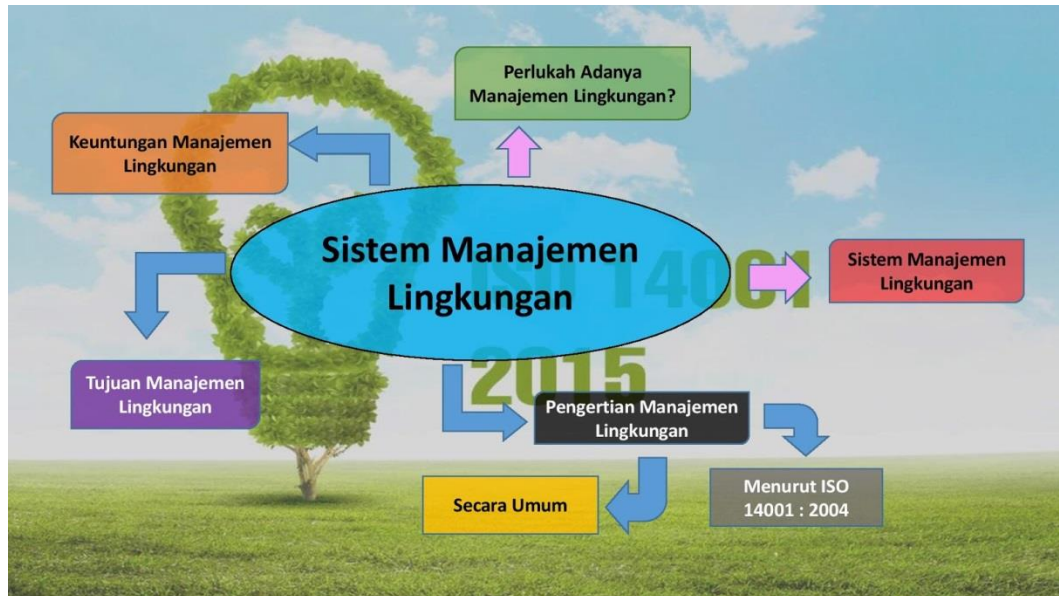 Perlukah Adanya
Manajemen Lingkungan?
Keuntungan Manajemen
Lingkungan
Sistem Manajemen
Lingkungan
ISO 14001
2015
Sistem Manajemen
Lingkungan
Tujuan Manajemen
Lingkungan
Pengertian Manajemen
Lingkungan
Secara Umum
Menurut ISO
14001 : 2004